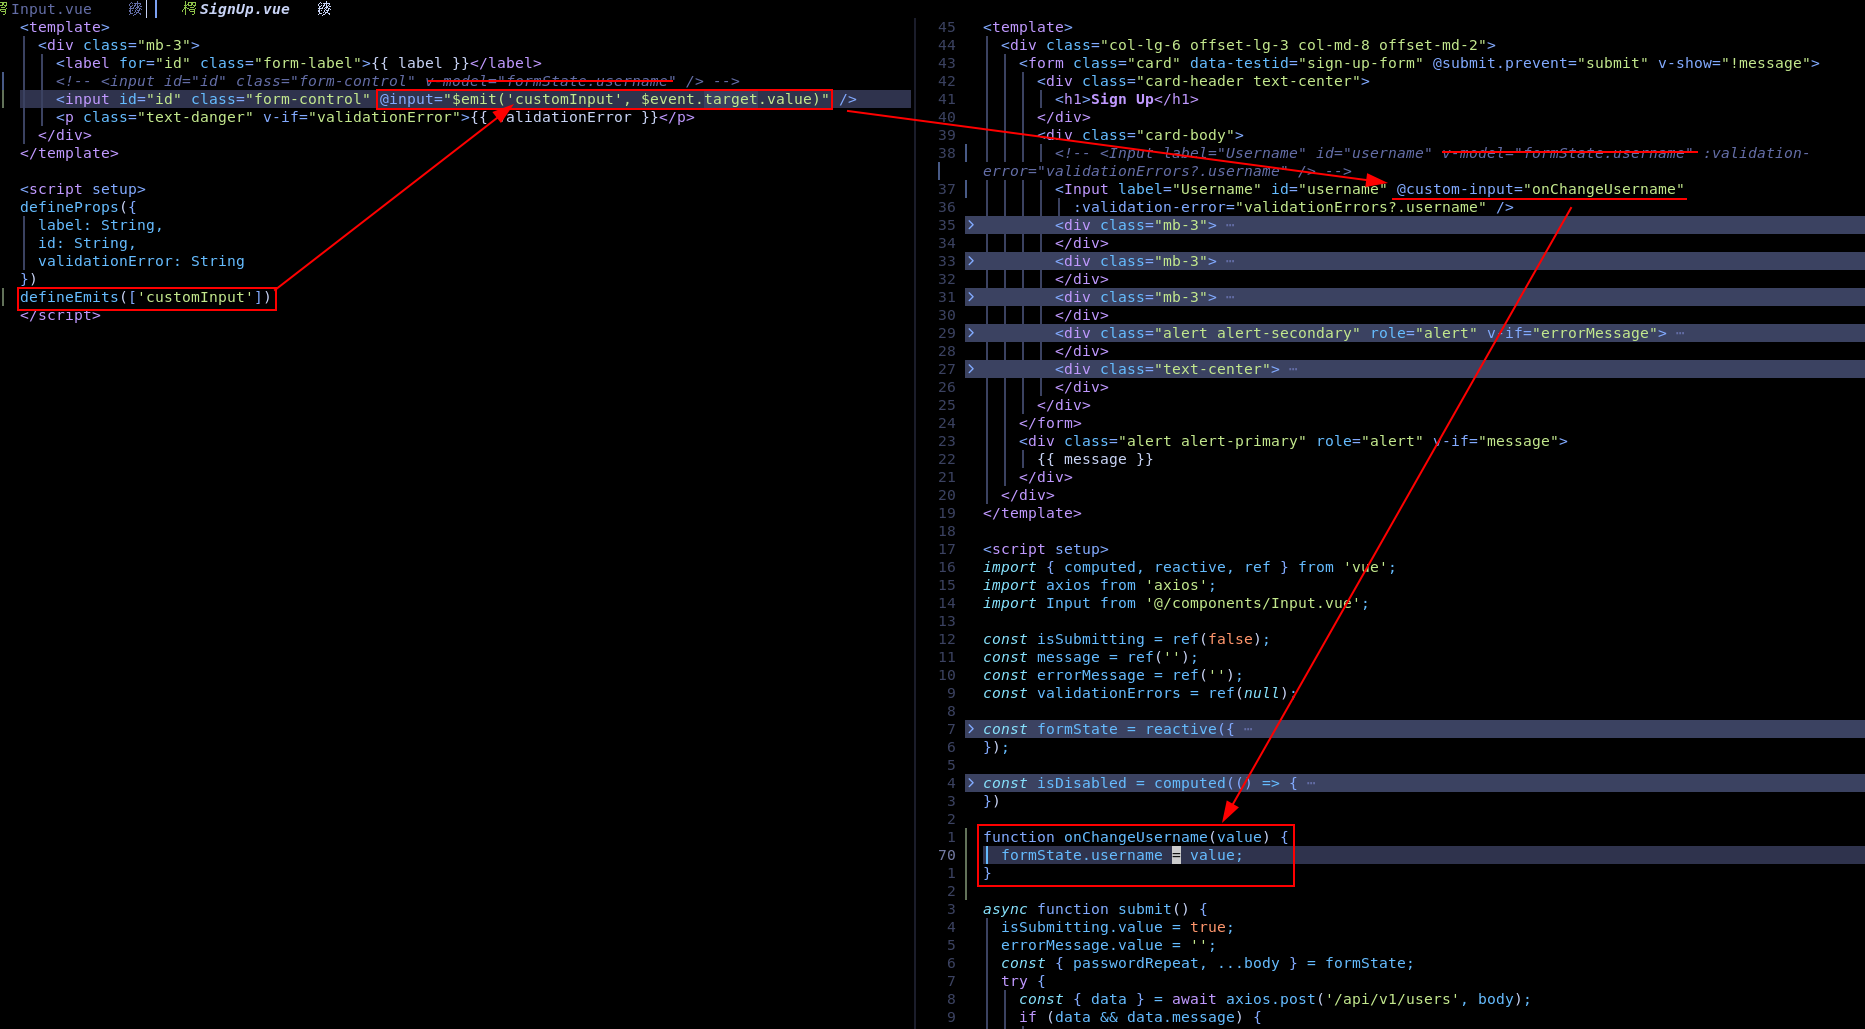 Input.vue SignUp.vue
<template>
<div class="mb-3">
<label for="id" class="form-label">{{ label }}</label>
<!-- <input id="id" class="form-control" v-model="formState.username" /> -->
<input id="id" class="form-control" @input="$emit('customInput', $event.target.value)" />
<p class="text-danger" v-if="validationError">{{ validationError }}</p>
</div>
</template>
<script setup>
defineProps({
label: String,
id: String,
validationError: String
})
defineEmits(['customInput'])
</script>
45 <template>
44 <div class="col-lg-6 offset-lg-3 col-md-8 offset-md-2">
43 <form class="card" data-testid="sign-up-form" @submit.prevent="submit" v-show="!message">
42 <div class="card-header text-center">
41 <h1>Sign Up</h1>
40 </div>
39 <div class="card-body">
38 <!-- <Input label="Username" id="username" v-model="formState.username" :validation-
error="validationErrors?.username" /> -->
37 <Input label="Username" id="username" @custom-input="onChangeUsername"
36 :validation-error="validationErrors?.username" />
35 <div class="mb-3"> ⋯
34 </div>
33 <div class="mb-3"> ⋯
32 </div>
31 <div class="mb-3"> ⋯
30 </div>
29 <div class="alert alert-secondary" role="alert" v-if="errorMessage"> ⋯
28 </div>
27 <div class="text-center"> ⋯
26 </div>
25 </div>
24 </form>
23 <div class="alert alert-primary" role="alert" v-if="message">
22 {{ message }}
21 </div>
20 </div>
19 </template>
18
17 <script setup>
16 import { computed, reactive, ref } from 'vue';
15 import axios from 'axios';
14 import Input from '@/components/Input.vue';
13
12 const isSubmitting = ref(false);
11 const message = ref('');
10 const errorMessage = ref('');
9 const validationErrors = ref(null);
8
7 const formState = reactive({ ⋯
6 });
5
4 const isDisabled = computed(() => { ⋯
3 })
2
1 function onChangeUsername(value) {
70 formState.username = value;
1 }
2
3 async function submit() {
4 isSubmitting.value = true;
5 errorMessage.value = '';
6 const { passwordRepeat, ...body } = formState;
7 try {
8 const { data } = await axios.post('/api/v1/users', body);
9 if (data && data.message) {